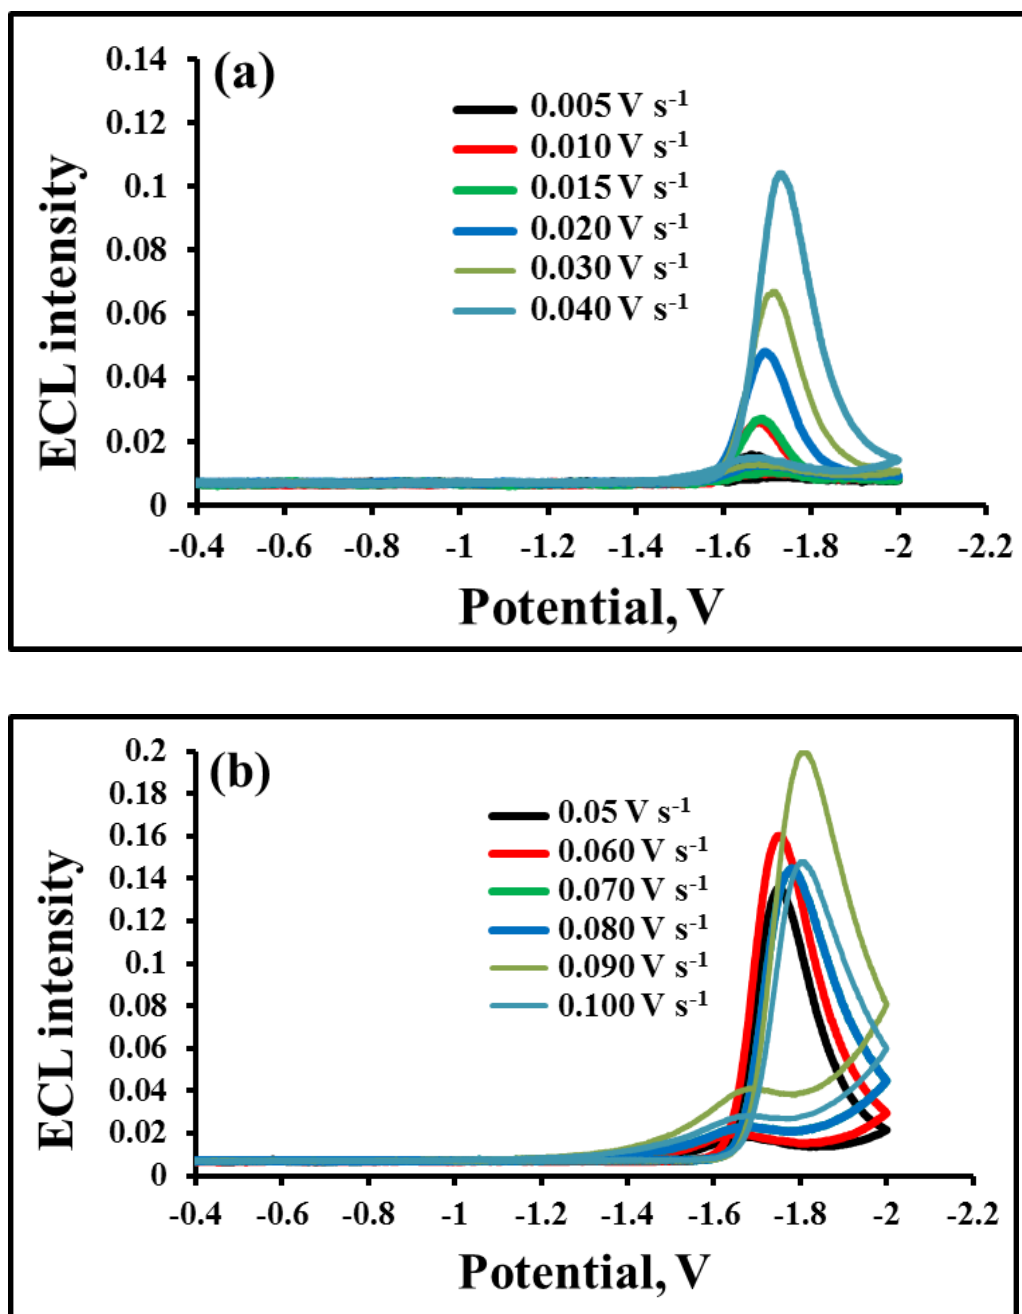 (a)
0.14
0.12
0.1
0.08
0.06
0.04
0.02
0
ECL intensity
0.005 V s-1
0.010 V s-1
0.015 V s-1
0.020 V s-1
0.030 V s-1
0.040 V s-1
-0.4 -0.6 -0.8 -1 -1.2 -1.4 -1.6 -1.8 -2 -2.2
Potential, V
(b)
0.2
0.18
0.16
0.14
0.12
0.1
0.08
0.06
0.04
0.02
0
ECL intensity
0.05 V s-1
0.060 V s-1
0.070 V s-1
0.080 V s-1
0.090 V s-1
0.100 V s-1
-0.4 -0.6 -0.8 -1 -1.2 -1.4 -1.6 -1.8 -2 -2.2
Potential, V